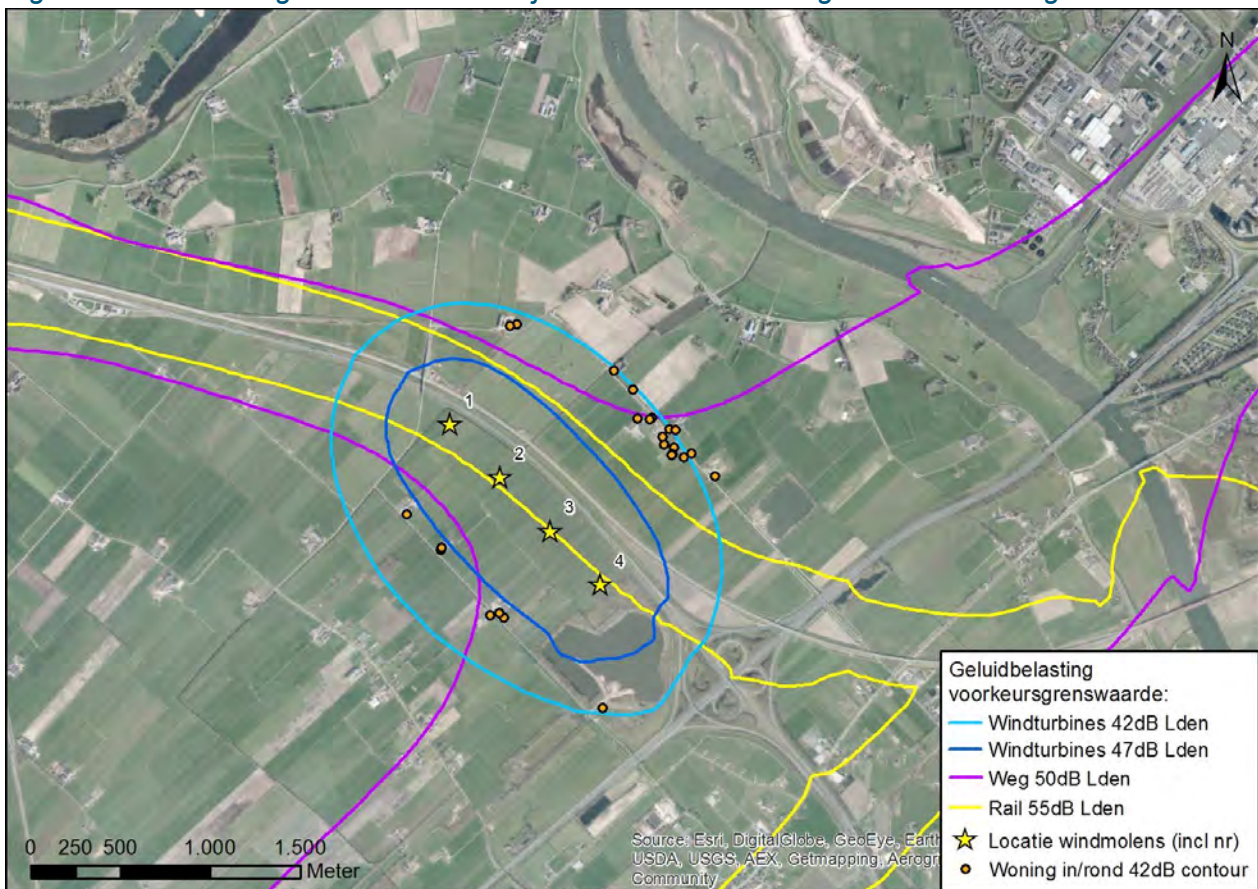 N
1
2
3
4
Geluidbelasting
voorkeursgrenswaarde:
Windturbines 42dB Lden
Windturbines 47dB Lden
Weg 50dB Lden
Rail 55dB Lden
Locatie windmolens (incl nr)
Woning in/rond 42dB contour
0 250 500 1.000 1.500
Meter
Source: Esri, DigitalGlobe, GeoEye, Earth
USDA, USGS, AEX, Getmapping, Aerogr
Community